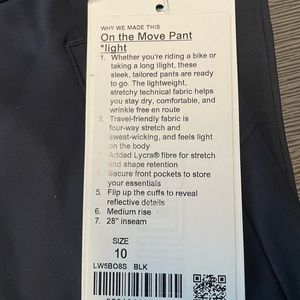 WHY WE MADE THIS
On the Move Pant
*light
1. Whether you're riding a bike or
taking a long flight, these
sleek, tailored pants are ready
to go. The lightweight,
stretchy technical fabric helps
you stay dry, comfortable, and
wrinkle free en route
2. Travel-friendly fabric is
four-way stretch and
sweat-wicking, and feels light
on the body
3. Added Lycra® fibre for stretch
and shape retention
4. Secure front pockets to store
your essentials
5. Flip up the cuffs to reveal
reflective details
6. Medium rise
7. 28" inseam
SIZE
10
LW5BO8S BLK